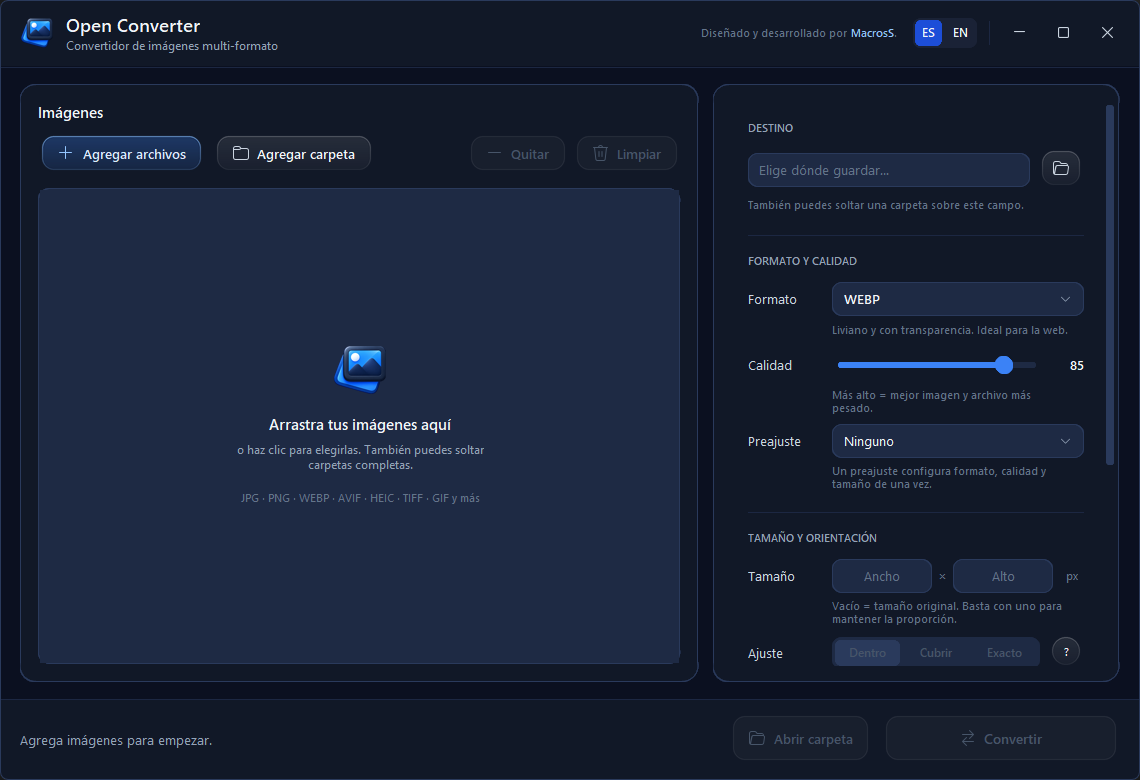 Open Converter
Convertidor de imágenes multi-formato
Diseñado y desarrollado por MacrosS.
ES EN
Imágenes
Agregar archivos
Agregar carpeta
Quitar
Limpiar
Arrastra tus imágenes aquí
o haz clic para elegirlas. También puedes soltar
carpetas completas.
JPG · PNG · WEBP · AVIF · HEIC · TIFF · GIF y más
DESTINO
Elige dónde guardar...
También puedes soltar una carpeta sobre este campo.
FORMATO Y CALIDAD
Formato
WEBP
Liviano y con transparencia. Ideal para la web.
Calidad
85
Más alto = mejor imagen y archivo más
pesado.
Preajuste
Ninguno
Un preajuste configura formato, calidad y
tamaño de una vez.
TAMAÑO Y ORIENTACIÓN
Tamaño
Ancho × Alto px
Vacío = tamaño original. Basta con uno para
mantener la proporción.
Ajuste
Dentro Cubrir Exacto ?
Agrega imágenes para empezar.
Abrir carpeta
Convertir